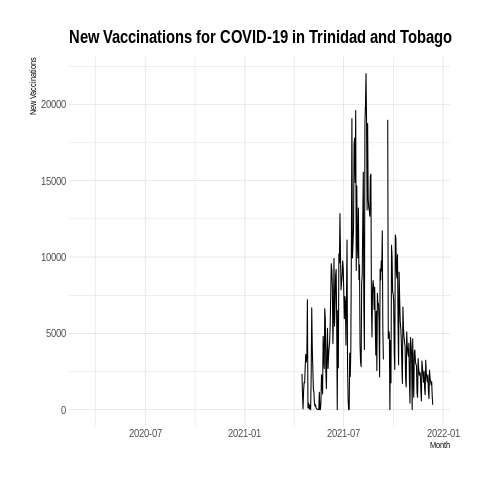 New Vaccinations for COVID-19 in Trinidad and Tobago
New Vaccinations
20000
15000
10000
5000
0
2020-07 2021-01 2021-07 2022-01
Month